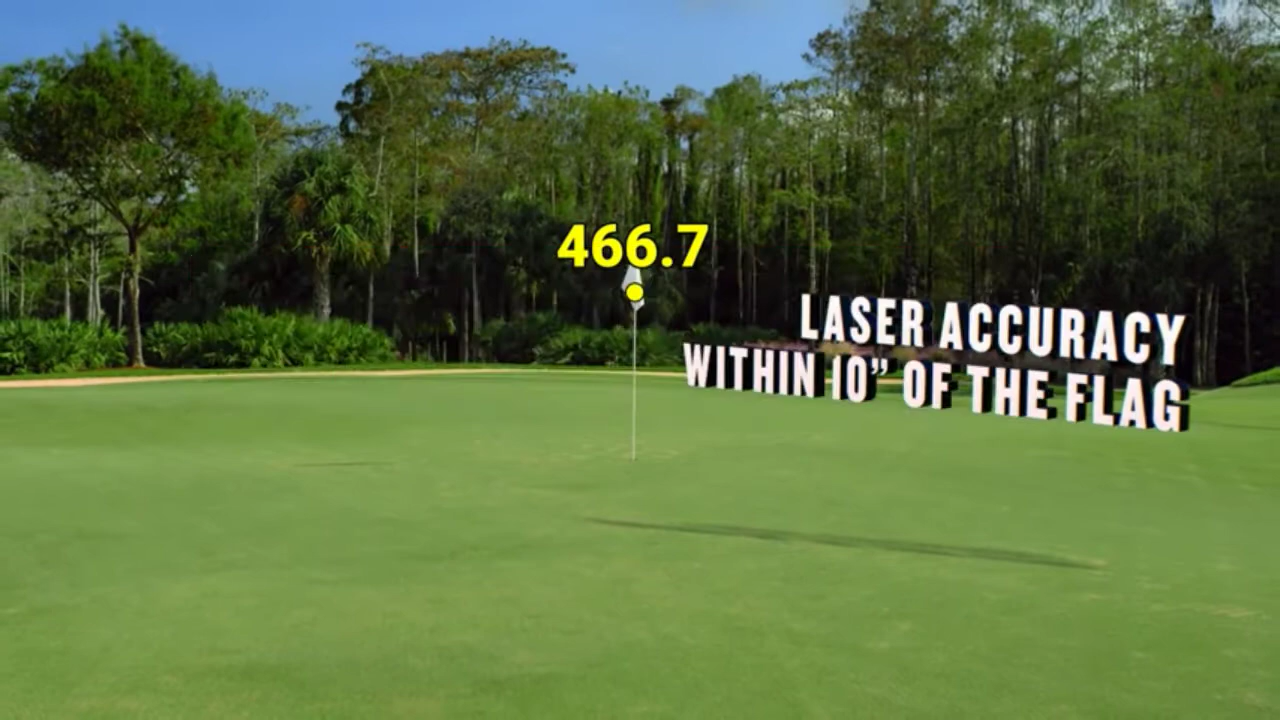 466.7
LASER ACCURACY
WITHIN 10” OF THE FLAG